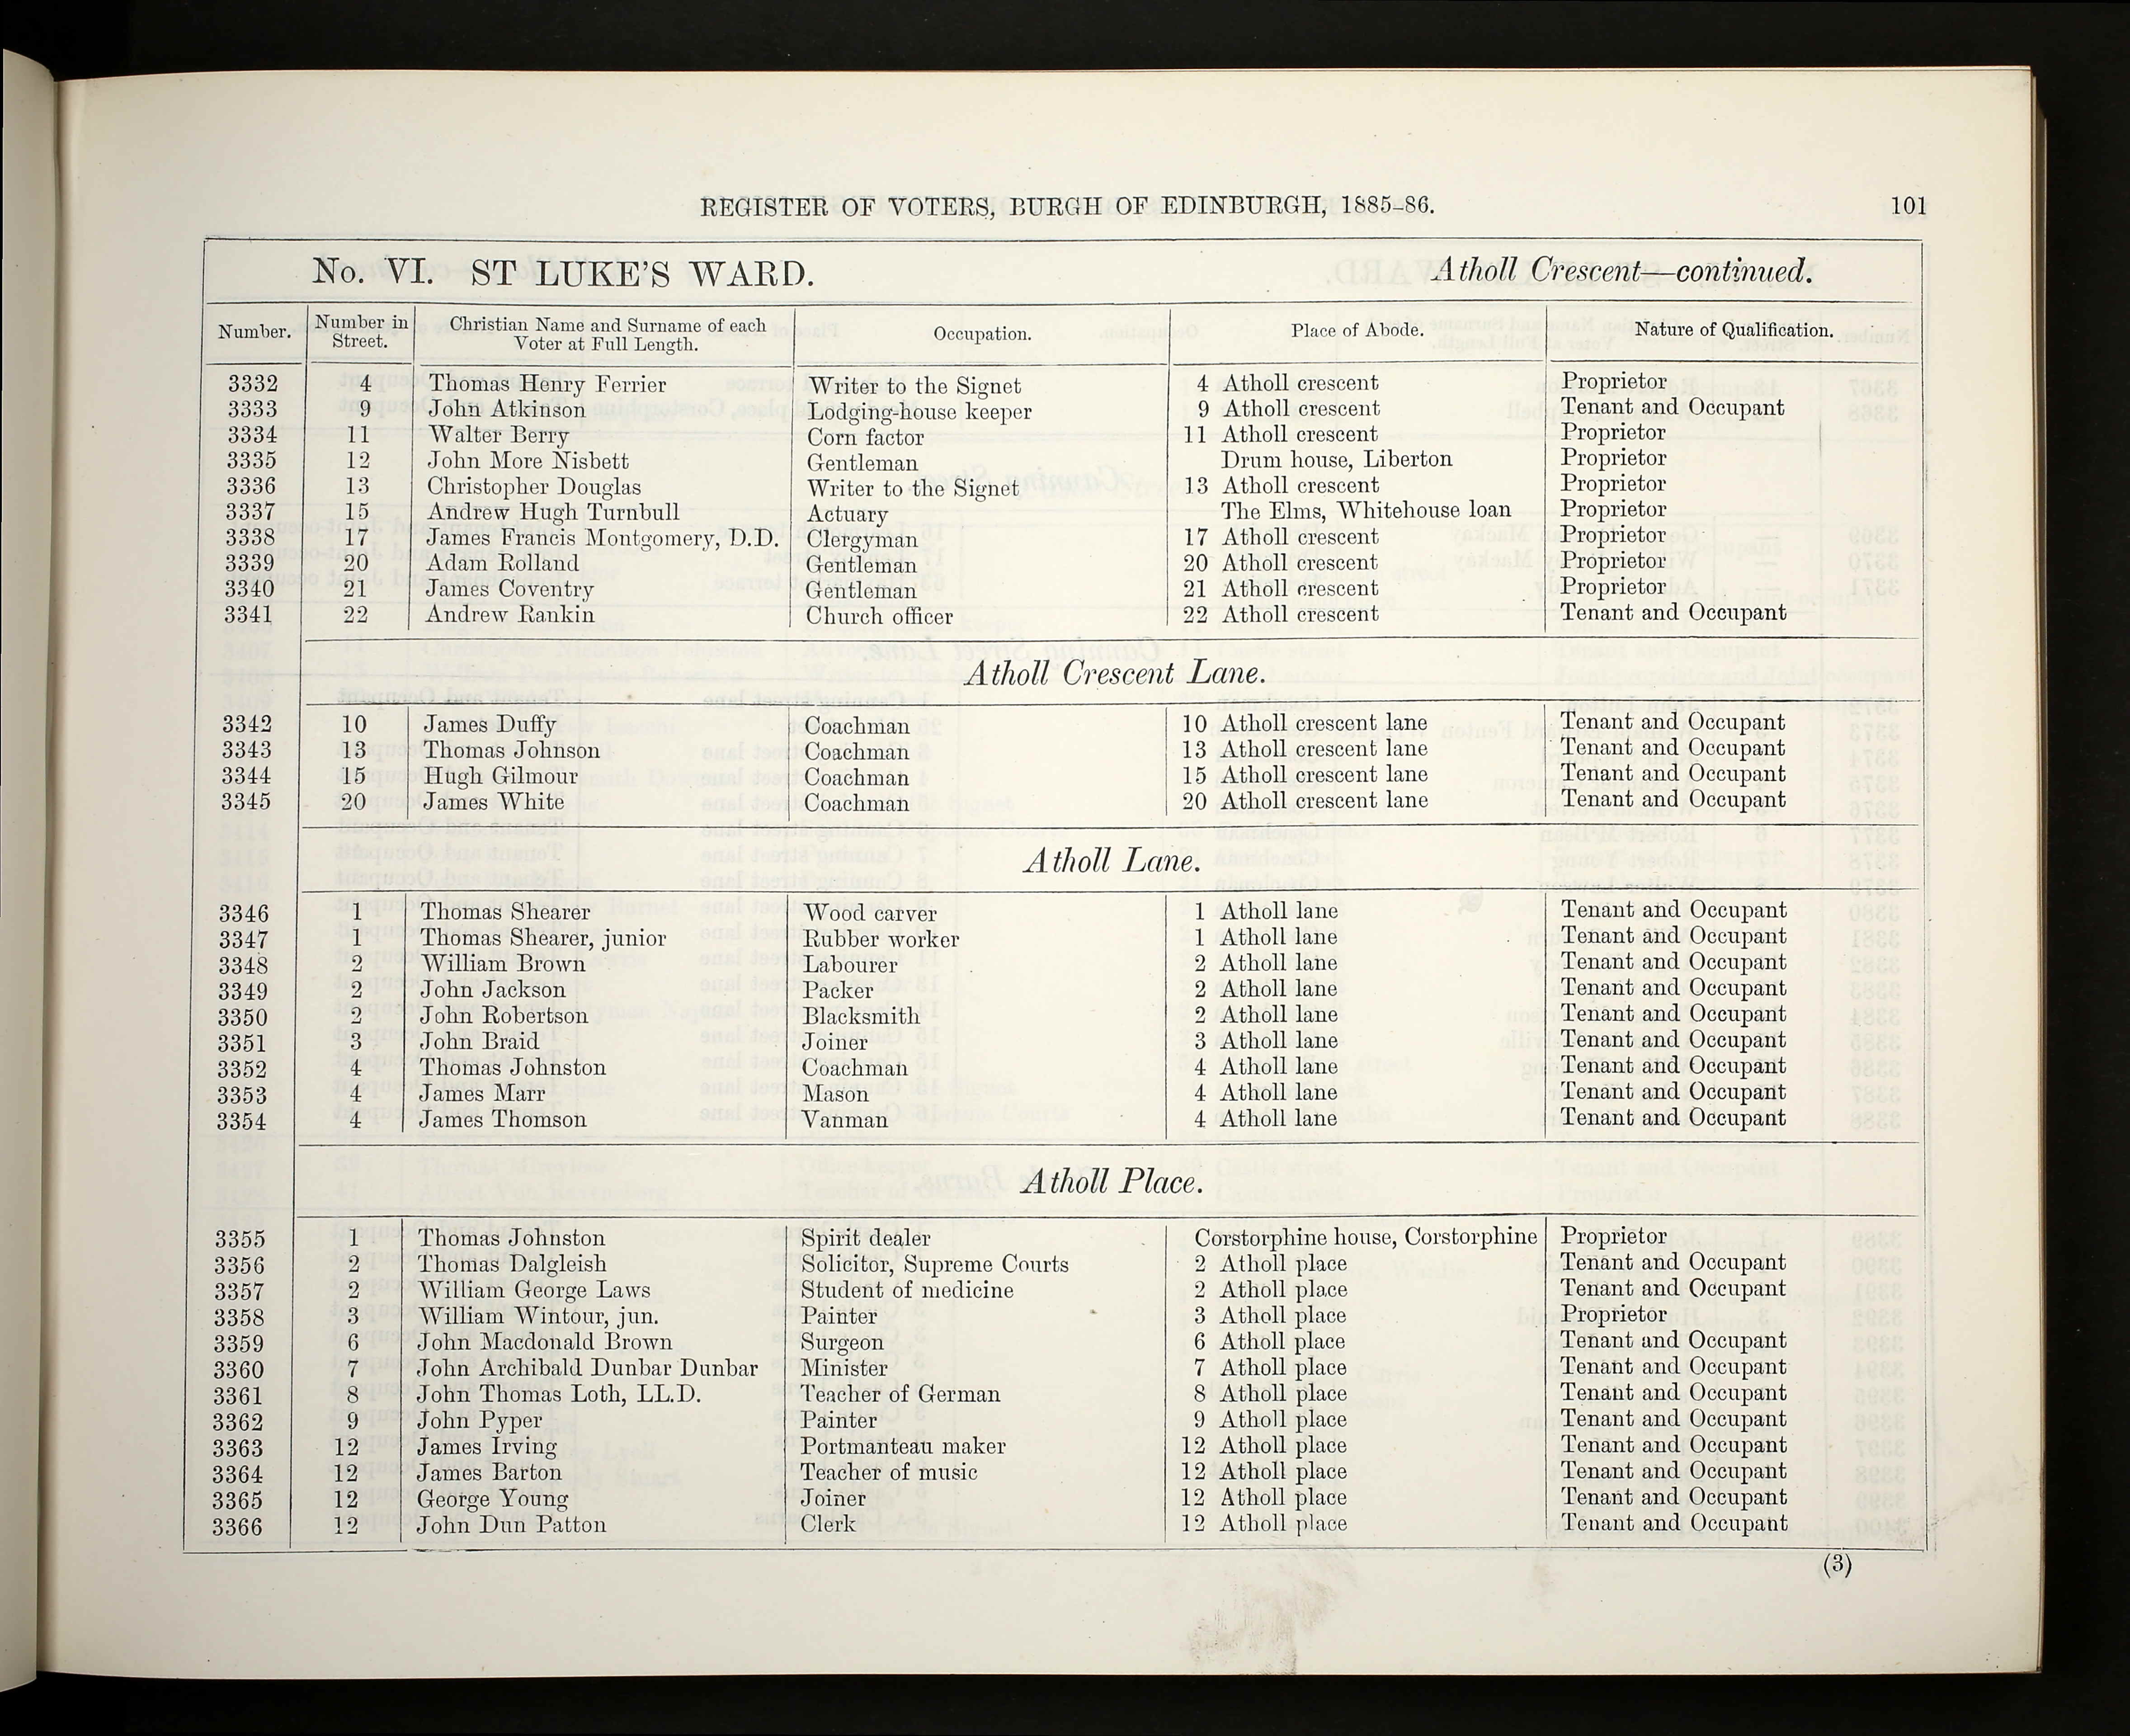 REGISTER OF VOTERS, BURGH OF EDINBURGH, 1885-86. 101
No. VI. ST LUKE'S WARD. Atholl Crescent—continued.
Number. Number in Street. Christian Name and Surname of each Voter at Full Length. Occupation. Place of Abode. Nature of Qualification.
3332 4 Thomas Henry Ferrier Writer to the Signet 4 Atholl crescent Proprietor
3333 9 John Atkinson Lodging-house keeper 9 Atholl crescent Tenant and Occupant
3334 11 Walter Berry Corn factor 11 Atholl crescent Proprietor
3335 12 John More Nisbett Gentleman Drum house, Liberton Proprietor
3336 13 Christopher Douglas Writer to the Signet 13 Atholl crescent Proprietor
3337 15 Andrew Hugh Turnbull Actuary The Elms, Whitehouse loan Proprietor
3338 17 James Francis Montgomery, D.D. Clergyman 17 Atholl crescent Proprietor
3339 20 Adam Rolland Gentleman 20 Atholl crescent Proprietor
3340 21 James Coventry Gentleman 21 Atholl crescent Proprietor
3341 22 Andrew Rankin Church officer 22 Atholl crescent Tenant and Occupant
Atholl Crescent Lane.
3342 10 James Duffy Coachman 10 Atholl crescent lane Tenant and Occupant
3343 13 Thomas Johnson Coachman 13 Atholl crescent lane Tenant and Occupant
3344 15 Hugh Gilmour Coachman 15 Atholl crescent lane Tenant and Occupant
3345 20 James White Coachman 20 Atholl crescent lane Tenant and Occupant
Atholl Lane.
3346 1 Thomas Shearer Wood carver 1 Atholl lane Tenant and Occupant
3347 1 Thomas Shearer, junior Rubber worker 1 Atholl lane Tenant and Occupant
3348 2 William Brown Labourer 2 Atholl lane Tenant and Occupant
3349 2 John Jackson Packer 2 Atholl lane Tenant and Occupant
3350 2 John Robertson Blacksmith 2 Atholl lane Tenant and Occupant
3351 3 John Braid Joiner 3 Atholl lane Tenant and Occupant
3352 4 Thomas Johnston Coachman 4 Atholl lane Tenant and Occupant
3353 4 James Marr Mason 4 Atholl lane Tenant and Occupant
3354 4 James Thomson Vanman 4 Atholl lane Tenant and Occupant
Atholl Place.
3355 1 Thomas Johnston Spirit dealer Corstorphine house, Corstorphine Proprietor
3356 2 Thomas Dalgleish Solicitor, Supreme Courts 2 Atholl place Tenant and Occupant
3357 2 William George Laws Student of medicine 2 Atholl place Tenant and Occupant
3358 3 William Wintour, jun. Painter 3 Atholl place Proprietor
3359 6 John Macdonald Brown Surgeon 6 Atholl place Tenant and Occupant
3360 7 John Archibald Dunbar Dunbar Minister 7 Atholl place Tenant and Occupant
3361 8 John Thomas Loth, LL.D. Teacher of German 8 Atholl place Tenant and Occupant
3362 9 John Pyper Painter 9 Atholl place Tenant and Occupant
3363 12 James Irving Portmanteau maker 12 Atholl place Tenant and Occupant
3364 12 James Barton Teacher of music 12 Atholl place Tenant and Occupant
3365 12 George Young Joiner 12 Atholl place Tenant and Occupant
3366 12 John Dun Patton Clerk 12 Atholl place Tenant and Occupant
(3)